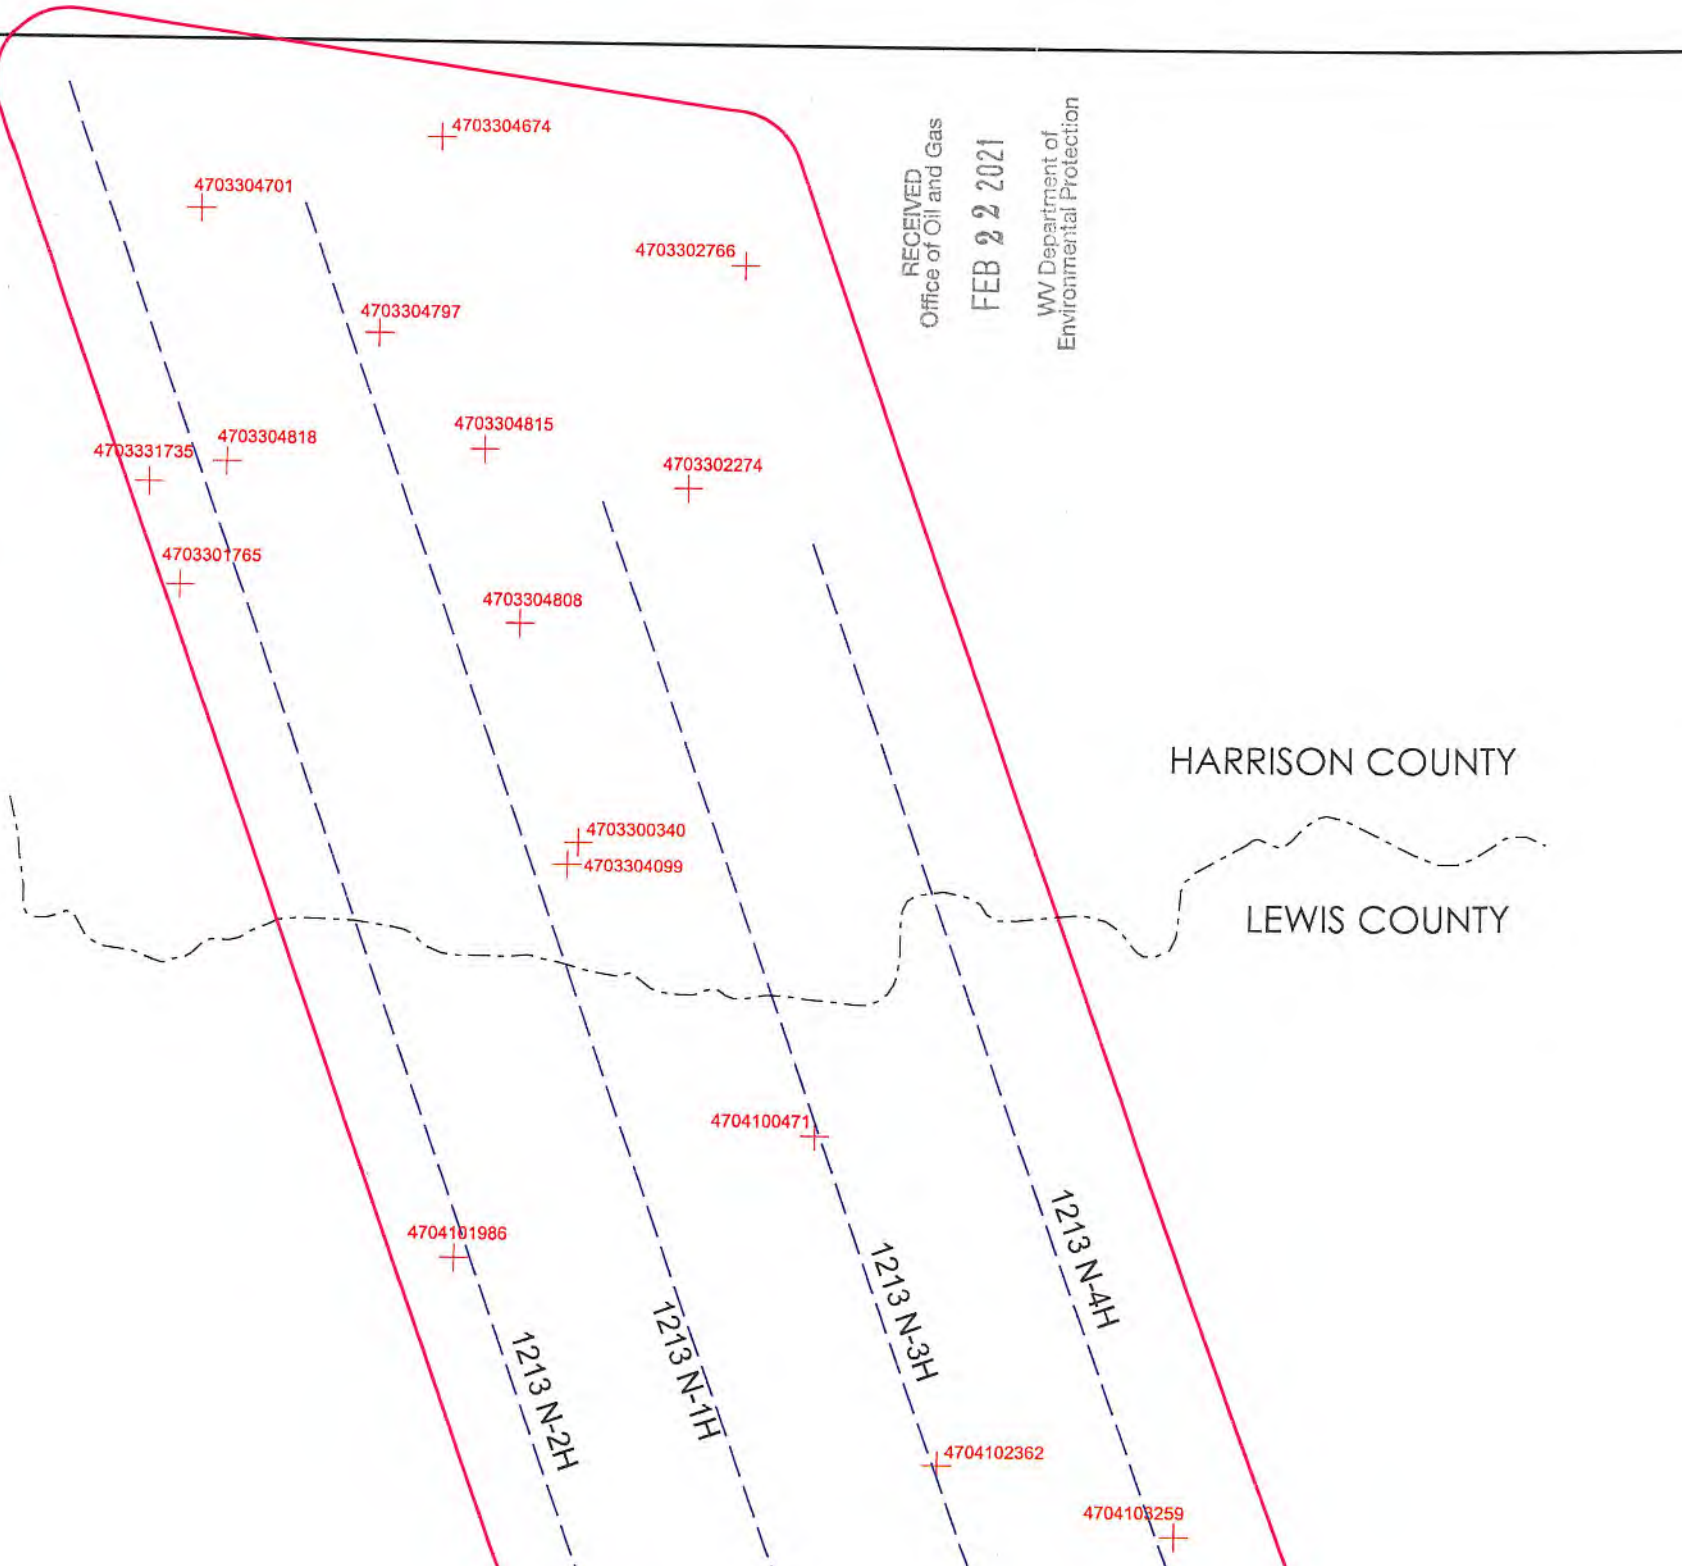 4703304674
4703304701
4703302766
4703304797
4703304815
4703304818
4703331735
4703302274
4703301765
4703304808
4703300340
4703304099
RECEIVED
Office of Oil and Gas
FEB 22 2021
WV Department of
Environmental Protection
HARRISON COUNTY
LEWIS COUNTY
4704100471
4704101986
1213 N-2H
1213 N-1H
1213 N-3H
1213 N-4H
4704102362
4704103259